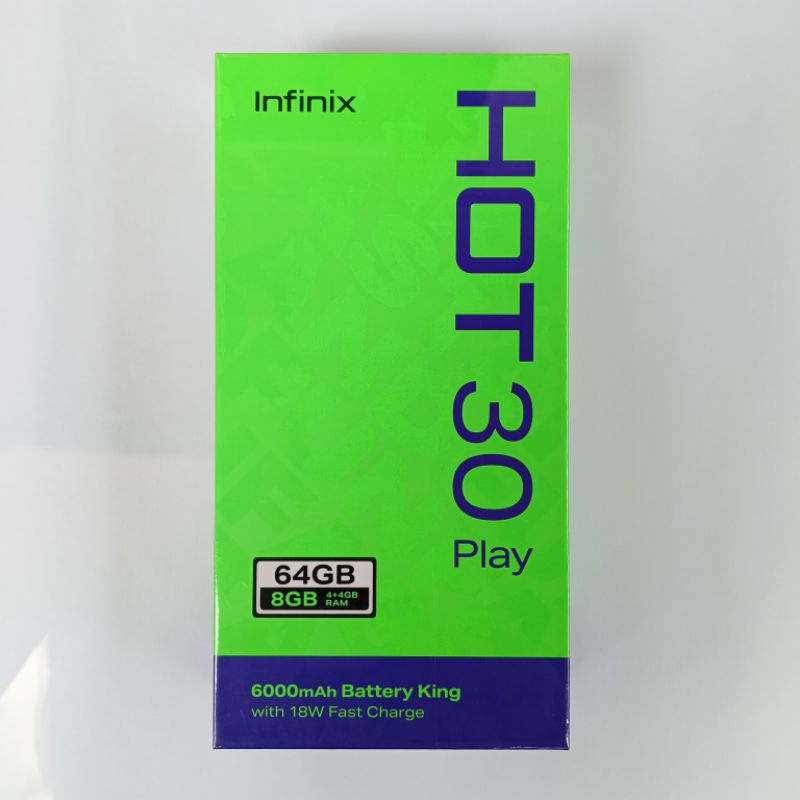 Infinix
HOT 30
Play
64GB
8GB 4+4GB RAM
6000mAh Battery King
with 18W Fast Charge